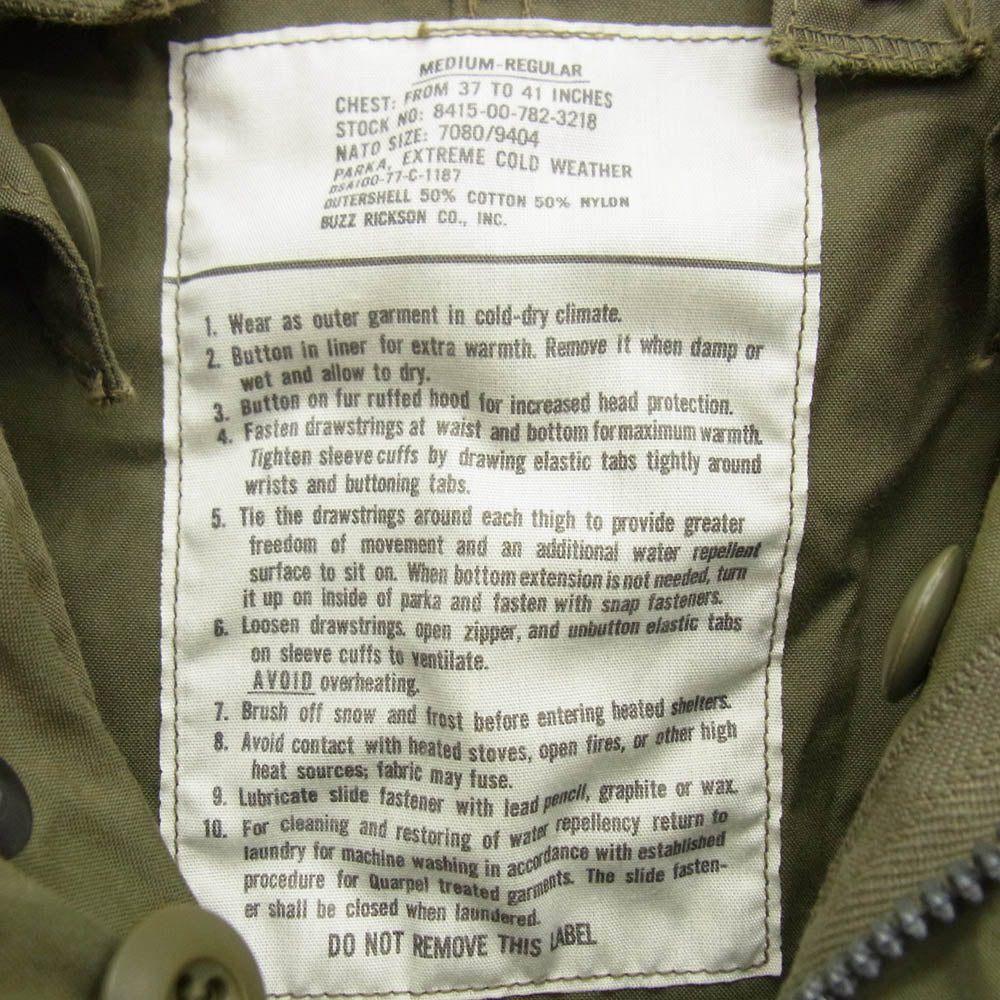 MEDIUM-REGULAR
CHEST: FROM 37 TO 41 INCHES
STOCK NO: 8415-00-782-3218
NATO SIZE: 7080/9404
PARKA, EXTREME COLD WEATHER
DSA100-77-C-1187
OUTERSHELL 50% COTTON 50% NYLON
BUZZ RICKSON CO., INC.
1. Wear as outer garment in cold-dry climate.
2. Button in liner for extra warmth. Remove it when damp or
wet and allow to dry.
3. Button on fur ruffed hood for increased head protection.
4. Fasten drawstrings at waist and bottom for maximum warmth.
Tighten sleeve cuffs by drawing elastic tabs tightly around
wrists and buttoning tabs.
5. Tie the drawstrings around each thigh to provide greater
freedom of movement and an additional water repellent
surface to sit on. When bottom extension is not needed, turn
it up on inside of parka and fasten with snap fasteners.
6. Loosen drawstrings. open zipper, and unbutton elastic tabs
on sleeve cuffs to ventilate.
AVOID overheating.
7. Brush off snow and frost before entering heated shelters.
8. Avoid contact with heated stoves, open fires, or other high
heat sources; fabric may fuse.
9. Lubricate slide fastener with lead pencil, graphite or wax.
10. For cleaning and restoring of water repellency return to
laundry for machine washing in accordance with established
procedure for Quarpel treated garments. The slide fasten-
er shall be closed when laundered.
DO NOT REMOVE THIS LABEL